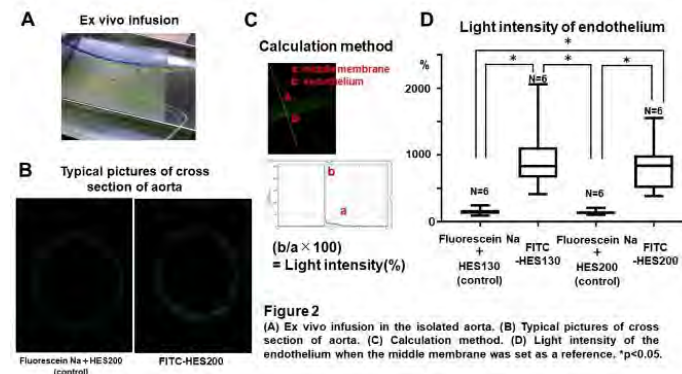 A
Ex vivo infusion
B
Typical pictures of cross
section of aorta
Fluorescein Na+HES200
(control)
FITC-HES200
C
Calculation method
a: middle membrane
b: endothelium
a
b
b
a
(b/a×100)
= Light intensity(%)
D
Light intensity of endothelium
%
*
*
*
*
2000
1000
0
N=6
N=6
N=6
N=6
Fluorescein Na
+
HES130
(control)
FITC
-HES130
Fluorescein Na
+
HES200
(control)
FITC
-HES200
Figure 2
(A) Ex vivo infusion in the isolated aorta. (B) Typical pictures of cross
section of aorta. (C) Calculation method. (D) Light intensity of the
endothelium when the middle membrane was set as a reference. *p<0.05.